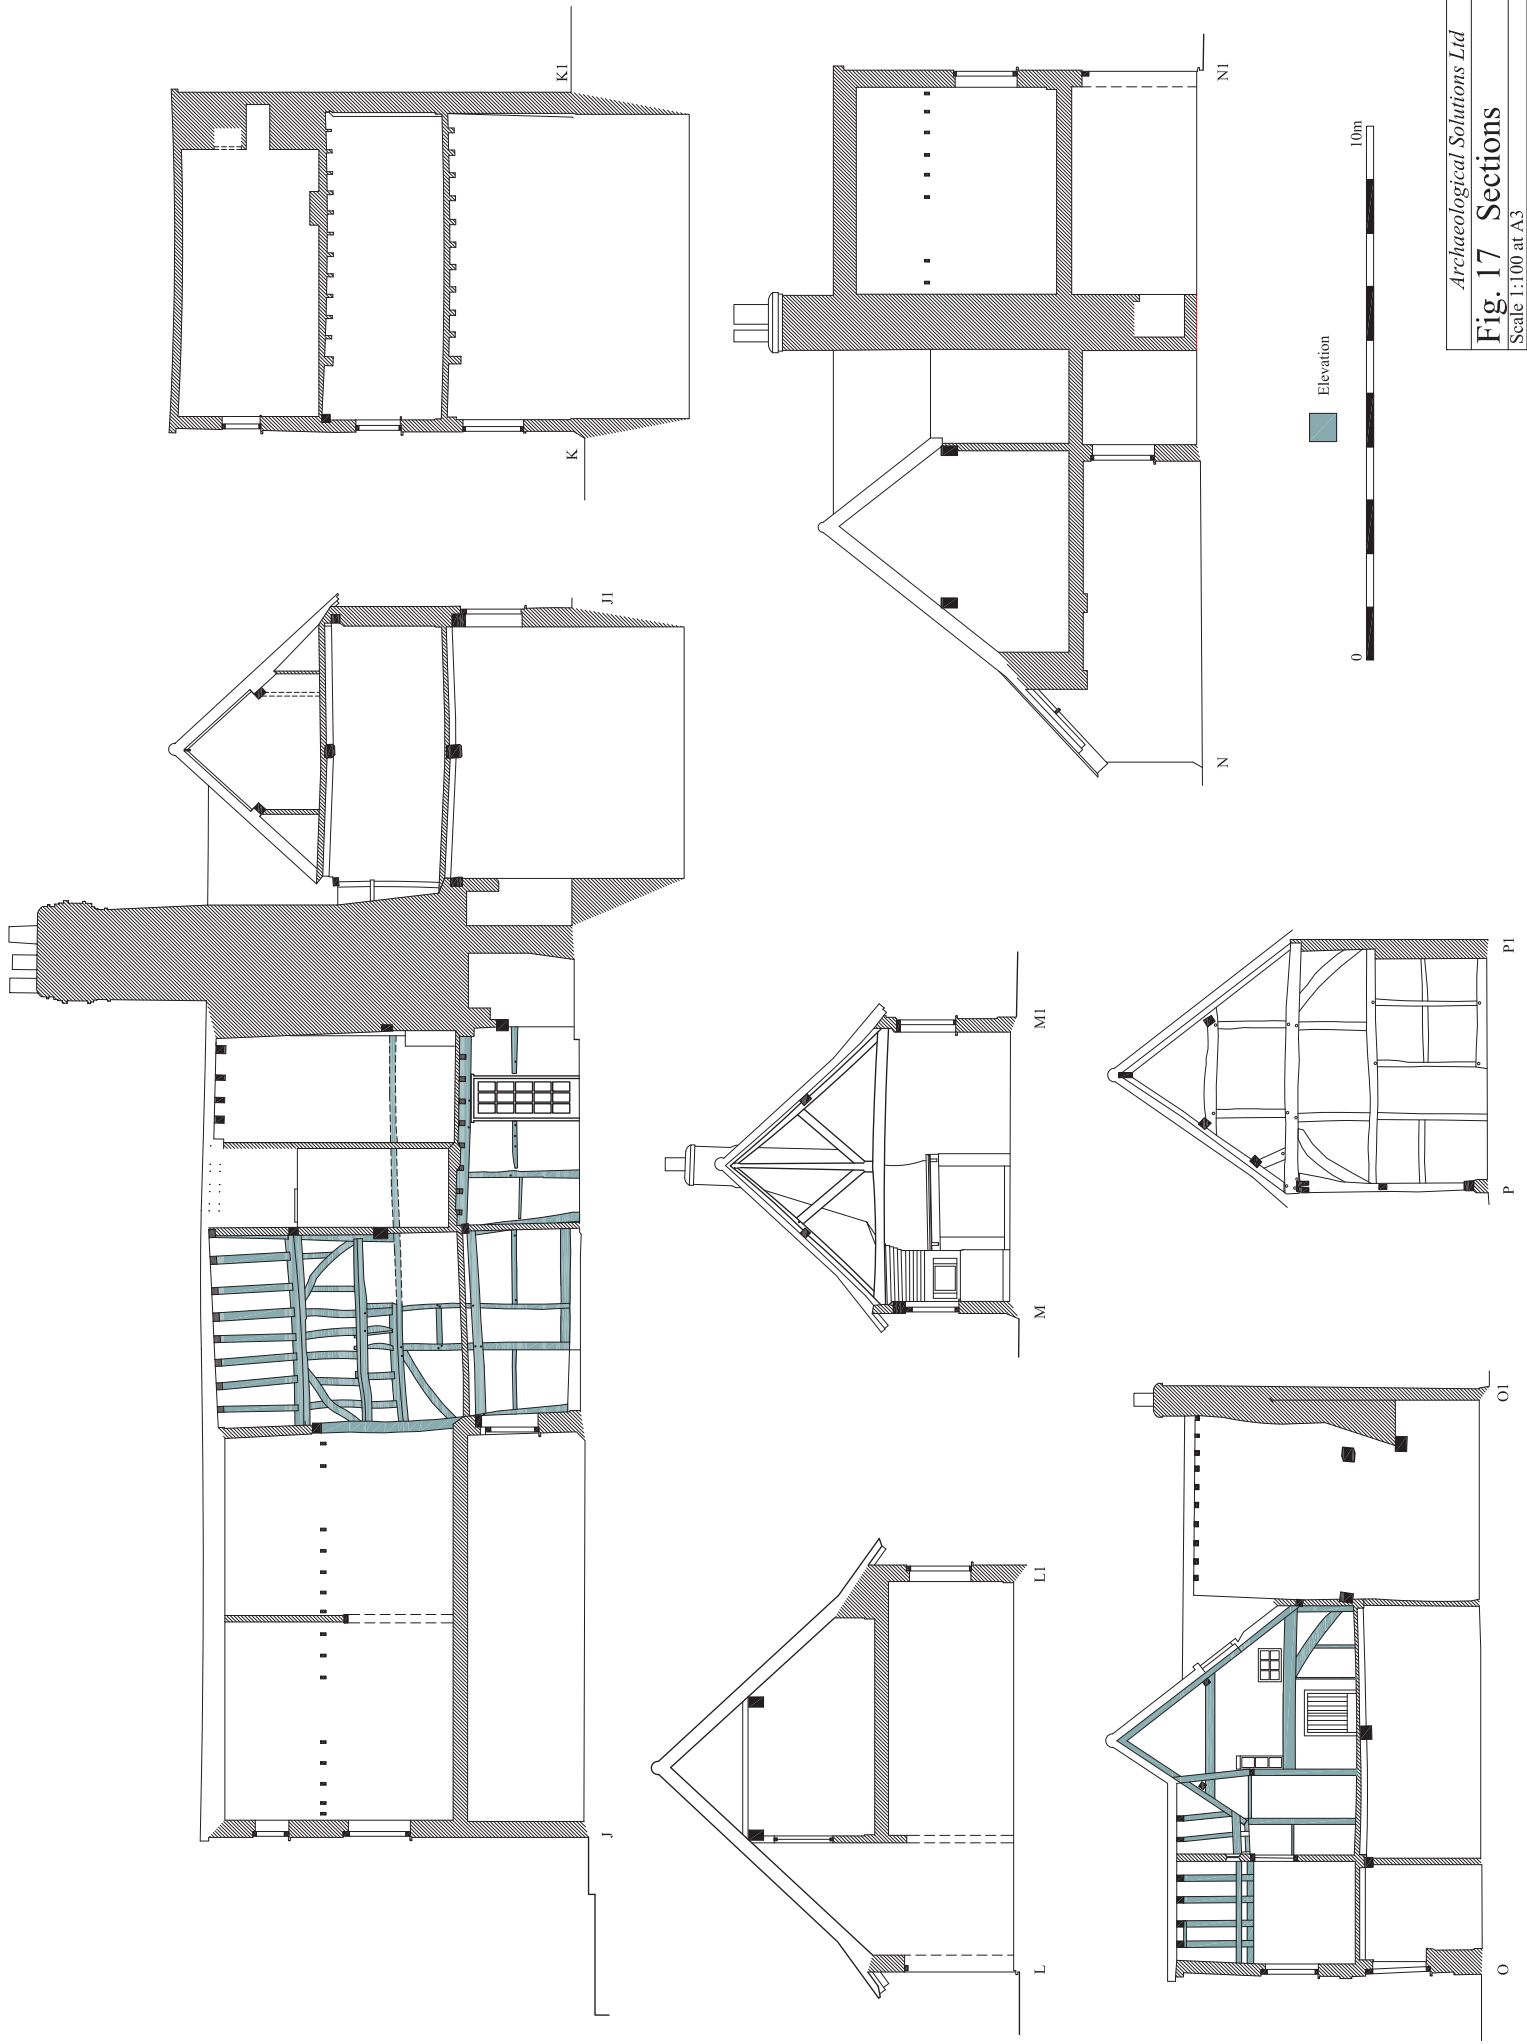 K
K1
J
J1
N
N1
M
M1
L
L1
P
P1
O
O1
Elevation
0
10m
Archaeological Solutions Ltd
Fig. 17 Sections
Scale 1:100 at A3